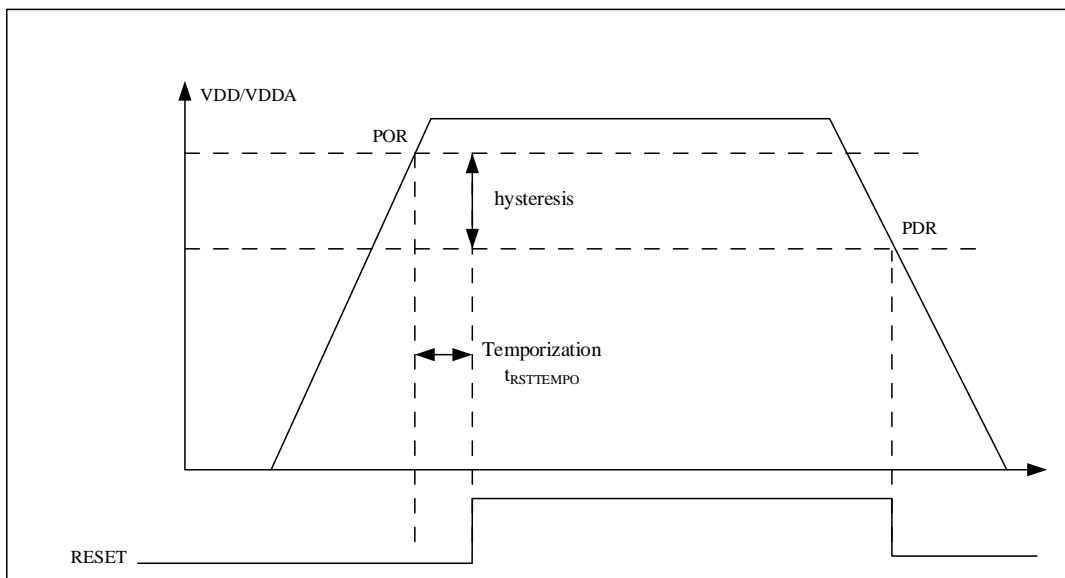 VDD/VDDA
POR
hysteresis
PDR
Temporization
tRSTTEMPO
RESET